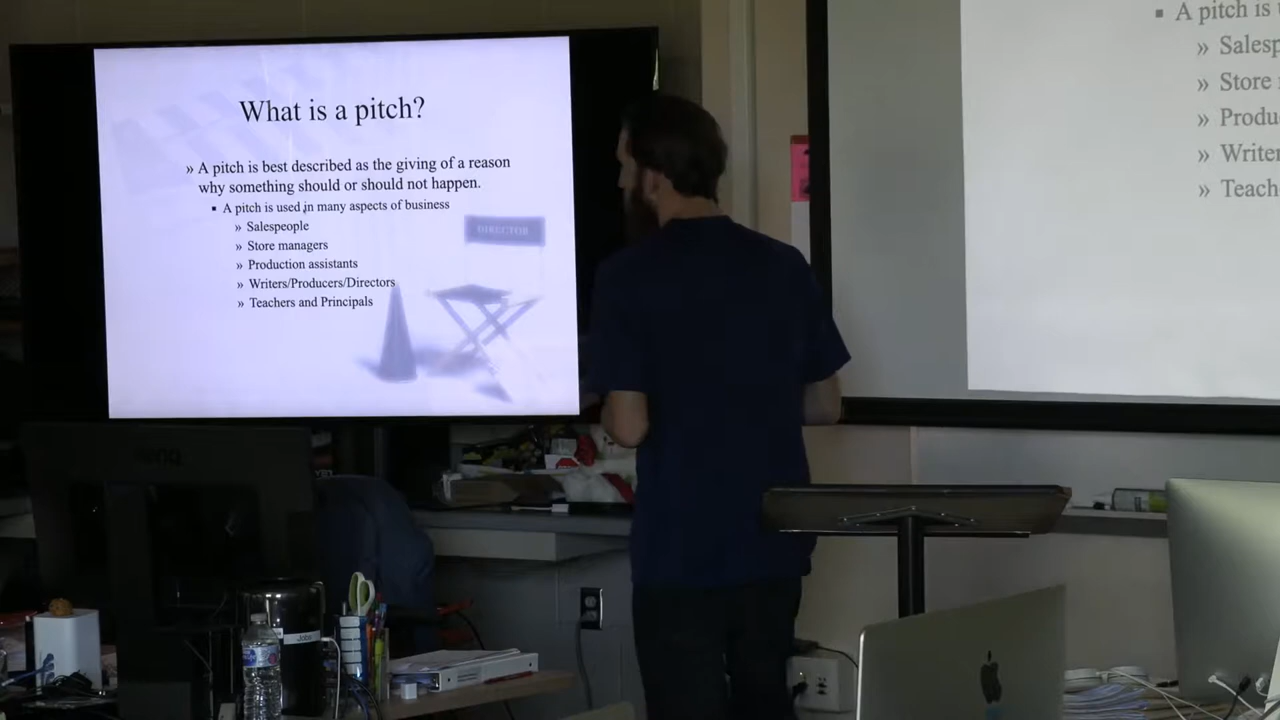 What is a pitch?
» A pitch is best described as the giving of a reason
why something should or should not happen.
▪ A pitch is used in many aspects of business
» Salespeople
» Store managers
» Production assistants
» Writers/Producers/Directors
» Teachers and Principals
DIRECTOR
▪ A pitch is
» Salesp
» Store
» Produ
» Writer
» Teach
Jobs